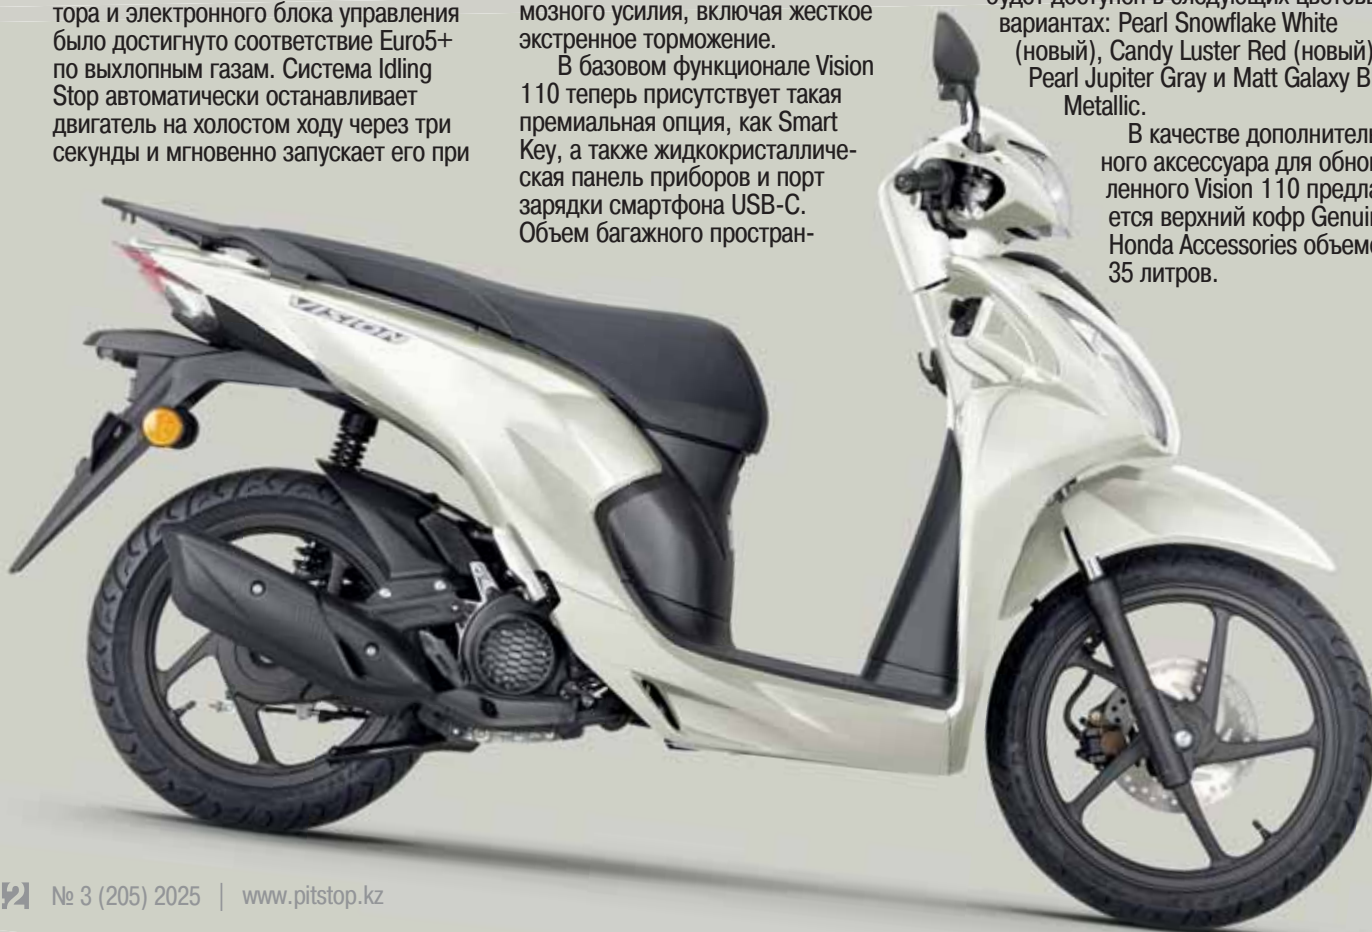 тора и электронного блока управления
было достигнуто соответствие Euro5+
по выхлопным газам. Система Idling
Stop автоматически останавливает
двигатель на холостом ходу через три
секунды и мгновенно запускает его при
мозного усилия, включая жесткое
экстренное торможение.
В базовом функционале Vision
110 теперь присутствует такая
премиальная опция, как Smart
Key, а также жидкокристалличе-
ская панель приборов и порт
зарядки смартфона USB-C.
Объем багажного простран-
вариантах: Pearl Snowflake White
(новый), Candy Luster Red (новый)
Pearl Jupiter Gray и Matt Galaxy B
Metallic.
В качестве дополнитель
ного аксессуара для обнов
ленного Vision 110 предла
ется верхний кофр Genuin
Honda Accessories объемо
35 литров.
VISION
№ 3 (205) 2025 | www.pitstop.kz